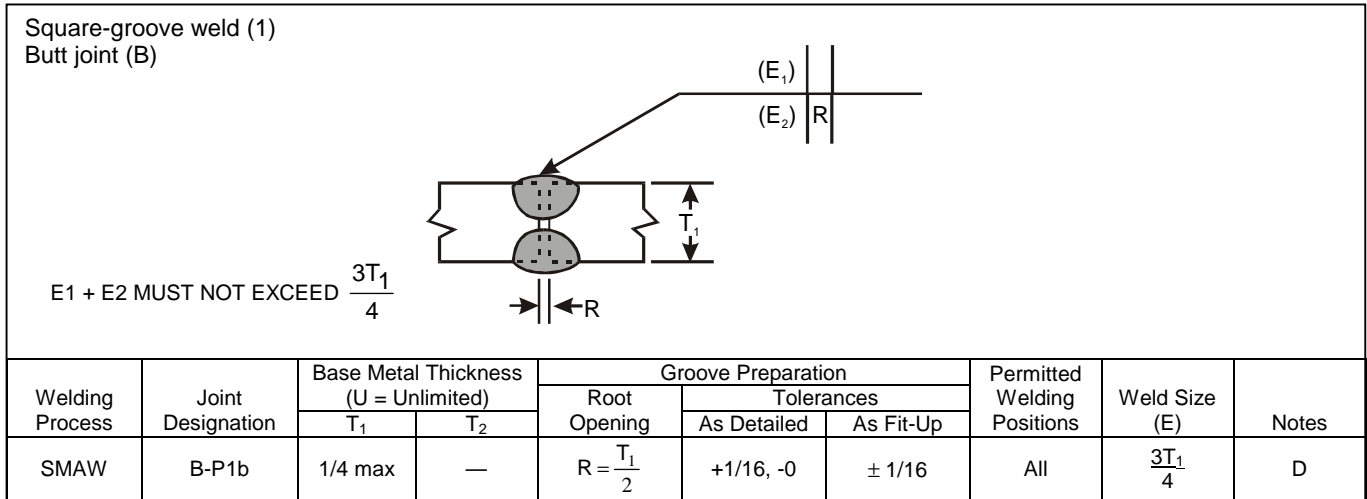 Square-groove weld (1)
Butt joint (B)
(E₁)
(E₂) R
T₁
E1 + E2 MUST NOT EXCEED 3T1/4
R
Welding Process
Joint Designation
Base Metal Thickness (U = Unlimited)
T₁
T₂
Groove Preparation
Root Opening
Tolerances
As Detailed
As Fit-Up
Permitted Welding Positions
Weld Size (E)
Notes
SMAW
B-P1b
1/4 max
—
R = T₁/2
+1/16, -0
± 1/16
All
3T₁/4
D